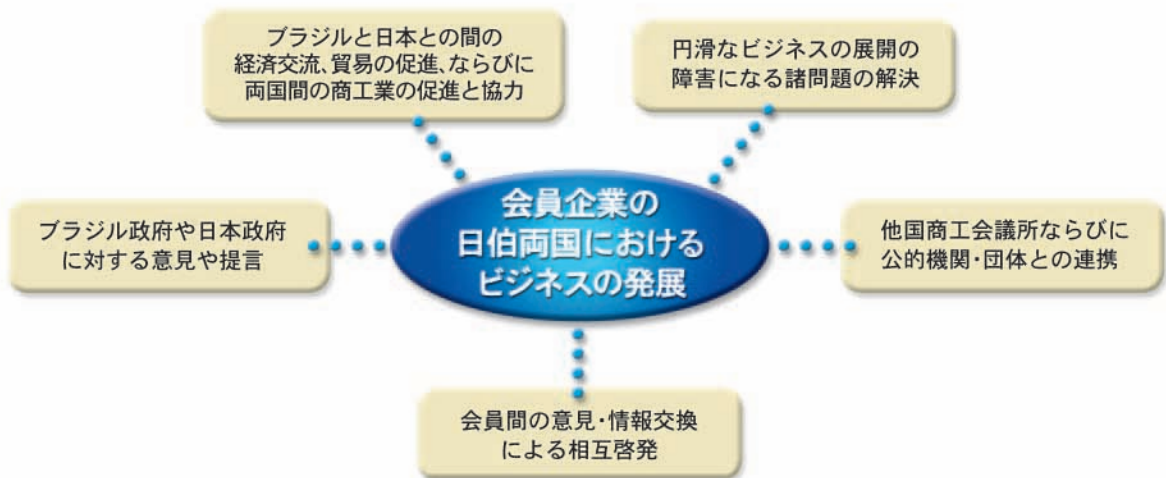 ブラジルと日本との間の
経済交流、貿易の促進、ならびに
両国間の商工業の促進と協力
円滑なビジネスの展開の
障害になる諸問題の解決
ブラジル政府や日本政府
に対する意見や提言
会員企業の
日伯両国における
ビジネスの発展
他国商工会議所ならびに
公的機関・団体との連携
会員間の意見・情報交換
による相互啓発